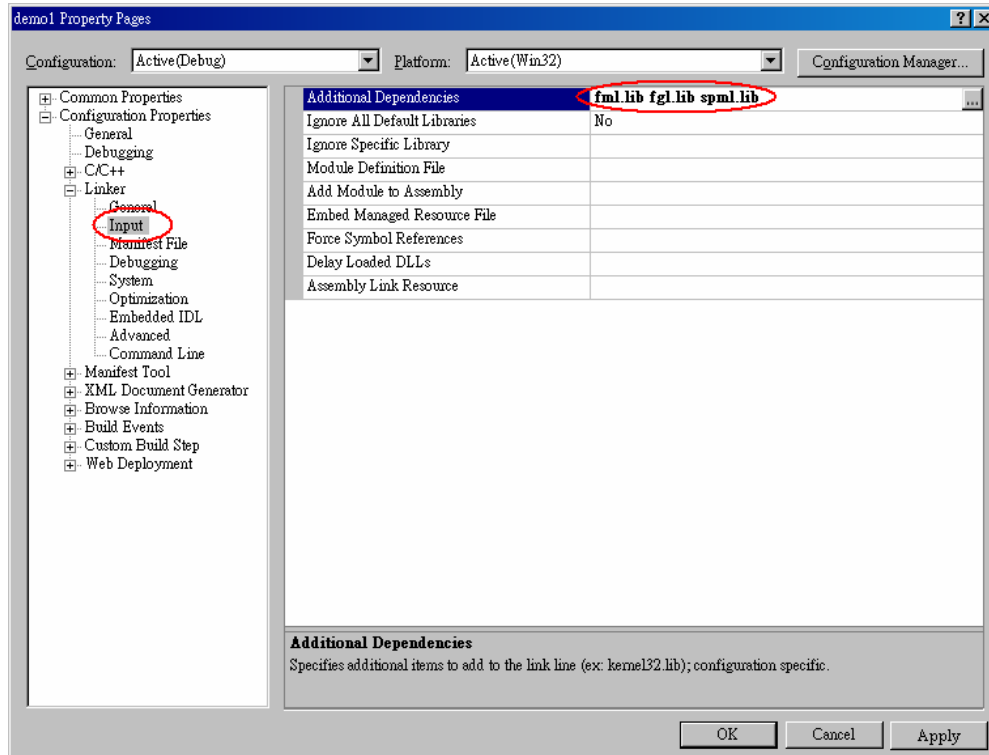 demo1 Property Pages
Configuration: Active(Debug) Platform: Active(Win32) Configuration Manager...
Common Properties
Configuration Properties
General
Debugging
C/C++
Linker
General
Input
Manifest File
Debugging
System
Optimization
Embedded IDL
Advanced
Command Line
Manifest Tool
XML Document Generator
Browse Information
Build Events
Custom Build Step
Web Deployment
Additional Dependencies fml.lib fgl.lib spml.lib ...
Ignore All Default Libraries No
Ignore Specific Library
Module Definition File
Add Module to Assembly
Embed Managed Resource File
Force Symbol References
Delay Loaded DLLs
Assembly Link Resource
Additional Dependencies
Specifies additional items to add to the link line (ex: kernel32.lib); configuration specific.
OK Cancel Apply